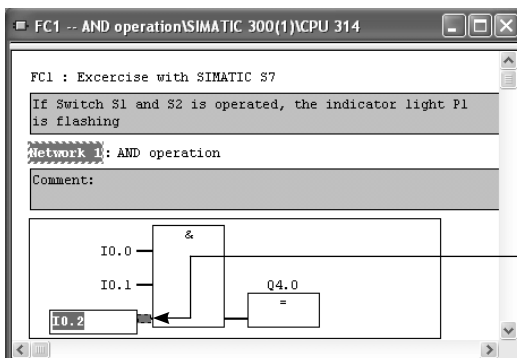 FC1 -- AND operation\SIMATIC 300(1)\CPU 314
FC1 : Excercise with SIMATIC S7
If Switch S1 and S2 is operated, the indicator light P1
is flashing
Network 1: AND operation
Comment:
&
I0.0
I0.1
Q4.0
=
I0.2